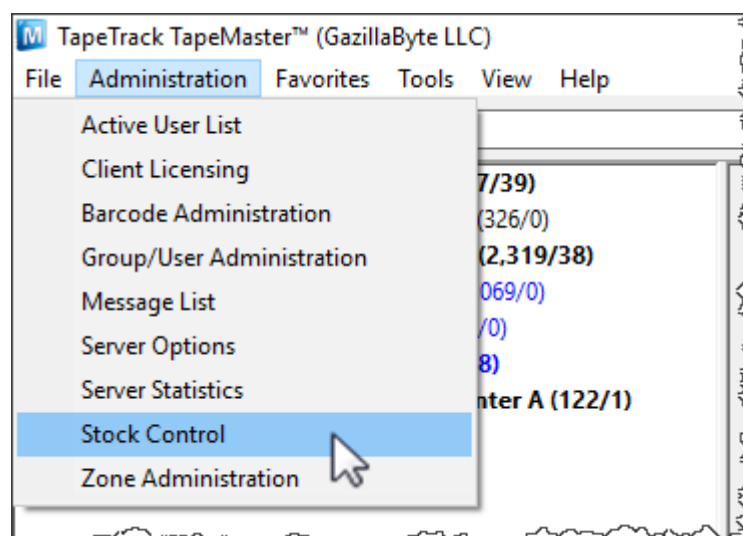 M TapeTrack TapeMaster™ (GazillaByte LLC)
File Administration Favorites Tools View Help
Active User List
Client Licensing
7/39)
Barcode Administration
(326/0)
Group/User Administration
(2,319/38)
Message List
069/0)
Server Options
/0)
8)
Server Statistics
nter A (122/1)
Stock Control
Zone Administration